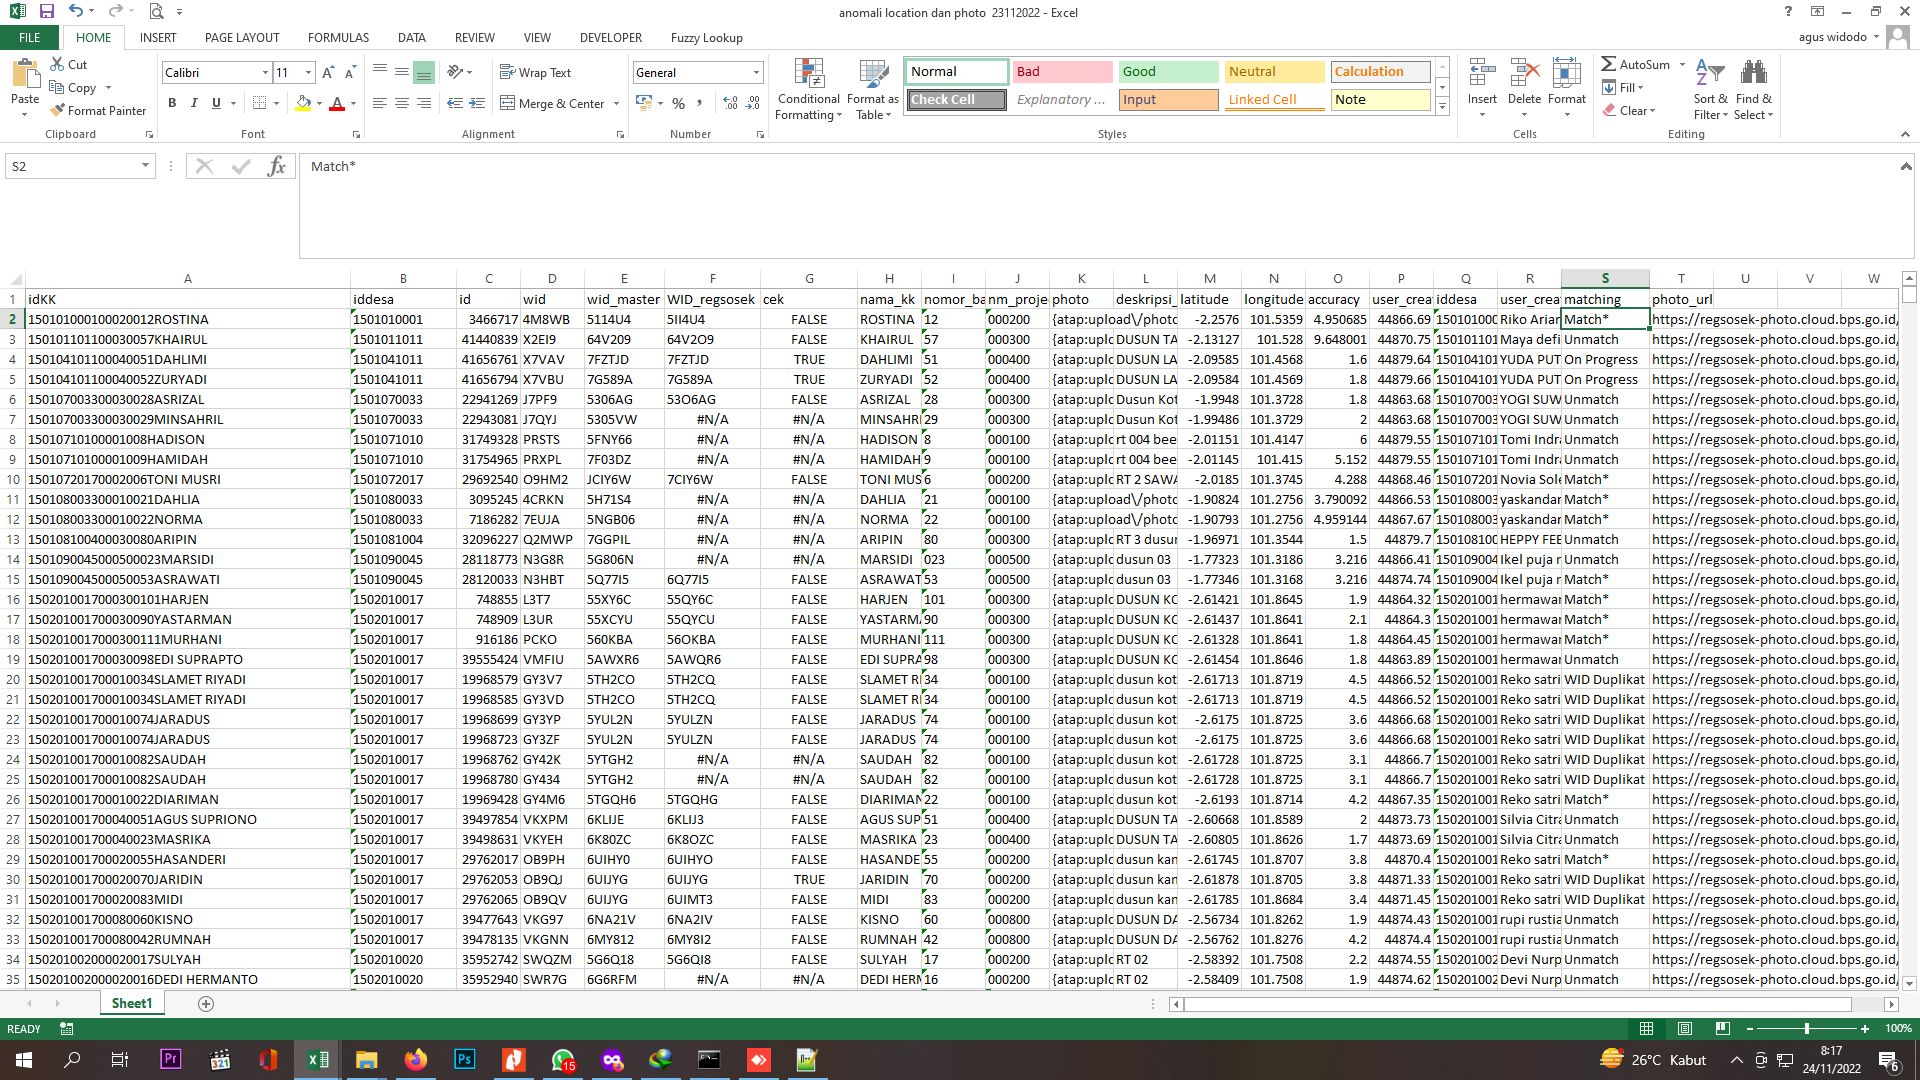 anomali location dan photo  23112022 - Excel
FILE HOME INSERT PAGE LAYOUT FORMULAS DATA REVIEW VIEW DEVELOPER Fuzzy Lookup agus widodo
Paste Cut Copy Format Painter Clipboard
Calibri 11 B I U Font
Wrap Text Merge & Center Alignment
General % Number
Conditional Formatting Format as Table
Normal Bad Good Neutral Calculation
Check Cell Explanatory ... Input Linked Cell Note
Styles
Insert Delete Format Cells
AutoSum Fill Clear Sort & Filter Find & Select Editing
S2 fx Match*
A B C D E F G H I J K L M N O P Q R S T U V W
1 idKK iddesa id wid wid_master WID_regsosek cek nama_kk nomor_ba nm_proje photo deskripsi_ latitude longitude accuracy user_crea iddesa user_crea matching photo_url
2 150101000100020012ROSTINA 1501010001 3466717 4M8WB 5114U4 5II4U4 FALSE ROSTINA 12 000200 {atap:upload\/photo -2.2576 101.5359 4.950685 44866.69 150101000 Riko Ariar Match* https://regsosek-photo.cloud.bps.go.id/
3 150101101100030057KHAIRUL 1501011011 41440839 X2EI9 64V209 64V2O9 FALSE KHAIRUL 57 000300 {atap:uplo DUSUN TA -2.13127 101.528 9.648001 44870.75 150101101 Maya defi Unmatch https://regsosek-photo.cloud.bps.go.id/
4 150104101100040051DAHLIMI 1501041011 41656761 X7VAV 7FZTJD 7FZTJD TRUE DAHLIMI 51 000400 {atap:uplo DUSUN LA -2.09585 101.4568 1.6 44879.64 150104101 YUDA PUT On Progress https://regsosek-photo.cloud.bps.go.id/
5 150104101100040052ZURYADI 1501041011 41656794 X7VBU 7G589A 7G589A TRUE ZURYADI 52 000400 {atap:uplo DUSUN LA -2.09584 101.4569 1.8 44879.66 150104101 YUDA PUT On Progress https://regsosek-photo.cloud.bps.go.id/
6 150107003300030028ASRIZAL 1501070033 22941269 J7PF9 5306AG 53O6AG FALSE ASRIZAL 28 000300 {atap:uplo Dusun Kot -1.9948 101.3728 1.8 44863.68 150107003 YOGI SUW Unmatch https://regsosek-photo.cloud.bps.go.id/
7 150107003300030029MINSAHRIL 1501070033 22943081 J7QYJ 5305VW #N/A #N/A MINSAHRI 29 000300 {atap:uplo Dusun Kot -1.99486 101.3729 2 44863.68 150107003 YOGI SUW Unmatch https://regsosek-photo.cloud.bps.go.id/
8 15010710100001008HADISON 1501071010 31749328 PRSTS 5FNY66 #N/A #N/A HADISON 8 000100 {atap:uplo rt 004 bee -2.01151 101.4147 6 44879.55 150107101 Tomi Indra Unmatch https://regsosek-photo.cloud.bps.go.id/
9 15010710100001009HAMIDAH 1501071010 31754965 PRXPL 7F03DZ #N/A #N/A HAMIDAH 9 000100 {atap:uplo rt 004 bee -2.01145 101.415 5.152 44879.55 150107101 Tomi Indra Unmatch https://regsosek-photo.cloud.bps.go.id/
10 15010720170002006TONI MUSRI 1501072017 29692540 O9HM2 JCIY6W 7CIY6W FALSE TONI MUS 6 000200 {atap:uplo RT 2 SAWA -2.0185 101.3745 4.288 44868.46 150107201 Novia Sole Match* https://regsosek-photo.cloud.bps.go.id/
11 150108003300010021DAHLIA 1501080033 3095245 4CRKN 5H71S4 #N/A #N/A DAHLIA 21 000100 {atap:upload\/photo -1.90824 101.2756 3.790092 44866.53 150108003 yaskandar Match* https://regsosek-photo.cloud.bps.go.id/
12 150108003300010022NORMA 1501080033 7186282 7EUJA 5NGB06 #N/A #N/A NORMA 22 000100 {atap:upload\/photo -1.90793 101.2756 4.959144 44867.67 150108003 yaskandar Match* https://regsosek-photo.cloud.bps.go.id/
13 150108100400030080ARIPIN 1501081004 32096227 Q2MWP 7GGPIL #N/A #N/A ARIPIN 80 000300 {atap:uplo RT 3 dusur -1.96971 101.3544 1.5 44879.7 150108100 HEPPY FEE Unmatch https://regsosek-photo.cloud.bps.go.id/
14 1501090045000500023MARSIDI 1501090045 28118773 N3G8R 5G806N #N/A #N/A MARSIDI 023 000500 {atap:uplo dusun 03 -1.77323 101.3186 3.216 44866.41 150109004 Ikel puja r Unmatch https://regsosek-photo.cloud.bps.go.id/
15 150109004500050053ASRAWATI 1501090045 28120033 N3HBT 5Q77I5 6Q77I5 FALSE ASRAWAT 53 000500 {atap:uplo dusun 03 -1.77346 101.3168 3.216 44874.74 150109004 Ikel puja r Match* https://regsosek-photo.cloud.bps.go.id/
16 1502010017000300101HARJEN 1502010017 748855 L3T7 55XY6C 55QY6C FALSE HARJEN 101 000300 {atap:uplo DUSUN KO -2.61421 101.8645 1.9 44864.32 150201001 hermawar Match* https://regsosek-photo.cloud.bps.go.id/
17 150201001700030090YASTARMAN 1502010017 748909 L3UR 55XCYU 55QYCU FALSE YASTARMA 90 000300 {atap:uplo DUSUN KO -2.61437 101.8641 2.1 44864.3 150201001 hermawar Match* https://regsosek-photo.cloud.bps.go.id/
18 1502010017000300111MURHANI 1502010017 916186 PCKO 560KBA 56OKBA FALSE MURHANI 111 000300 {atap:uplo DUSUN KO -2.61328 101.8641 1.8 44864.45 150201001 hermawar Match* https://regsosek-photo.cloud.bps.go.id/
19 150201001700030098EDI SUPRAPTO 1502010017 39555424 VMFIU 5AWXR6 5AWQR6 FALSE EDI SUPRA 98 000300 {atap:uplo DUSUN KO -2.61454 101.8646 1.8 44863.89 150201001 hermawar Unmatch https://regsosek-photo.cloud.bps.go.id/
20 150201001700010034SLAMET RIYADI 1502010017 19968579 GY3V7 5TH2CO 5TH2CQ FALSE SLAMET RI 34 000100 {atap:uplo dusun kot -2.61713 101.8719 4.5 44866.52 150201001 Reko satri WID Duplikat https://regsosek-photo.cloud.bps.go.id/
21 150201001700010034SLAMET RIYADI 1502010017 19968585 GY3VD 5TH2CO 5TH2CQ FALSE SLAMET RI 34 000100 {atap:uplo dusun kot -2.61713 101.8719 4.5 44866.52 150201001 Reko satri WID Duplikat https://regsosek-photo.cloud.bps.go.id/
22 150201001700010074JARADUS 1502010017 19968699 GY3YP 5YUL2N 5YULZN FALSE JARADUS 74 000100 {atap:uplo dusun kot -2.6175 101.8725 3.6 44866.68 150201001 Reko satri WID Duplikat https://regsosek-photo.cloud.bps.go.id/
23 150201001700010074JARADUS 1502010017 19968723 GY3ZF 5YUL2N 5YULZN FALSE JARADUS 74 000100 {atap:uplo dusun kot -2.6175 101.8725 3.6 44866.68 150201001 Reko satri WID Duplikat https://regsosek-photo.cloud.bps.go.id/
24 150201001700010082SAUDAH 1502010017 19968762 GY42K 5YTGH2 #N/A #N/A SAUDAH 82 000100 {atap:uplo dusun kot -2.61728 101.8725 3.1 44866.7 150201001 Reko satri WID Duplikat https://regsosek-photo.cloud.bps.go.id/
25 150201001700010082SAUDAH 1502010017 19968780 GY434 5YTGH2 #N/A #N/A SAUDAH 82 000100 {atap:uplo dusun kot -2.61728 101.8725 3.1 44866.7 150201001 Reko satri WID Duplikat https://regsosek-photo.cloud.bps.go.id/
26 150201001700010022DIARIMAN 1502010017 19969428 GY4M6 5TGQH6 5TGQHG FALSE DIARIMAN 22 000100 {atap:uplo dusun kot -2.6193 101.8714 4.2 44867.35 150201001 Reko satri Match* https://regsosek-photo.cloud.bps.go.id/
27 150201001700040051AGUS SUPRIONO 1502010017 39497854 VKXPM 6KLIJE 6KLIJ3 FALSE AGUS SUP 51 000400 {atap:uplo DUSUN TA -2.60668 101.8589 2 44873.73 150201001 Silvia Citra Unmatch https://regsosek-photo.cloud.bps.go.id/
28 150201001700040023MASRIKA 1502010017 39498631 VKYEH 6K80ZC 6K8OZC FALSE MASRIKA 23 000400 {atap:uplo DUSUN TA -2.60805 101.8626 1.7 44873.69 150201001 Silvia Citra Unmatch https://regsosek-photo.cloud.bps.go.id/
29 150201001700020055HASANDERI 1502010017 29762017 OB9PH 6UIHY0 6UIHYO FALSE HASANDE 55 000200 {atap:uplo dusun kan -2.61745 101.8707 3.8 44870.4 150201001 Reko satri Match* https://regsosek-photo.cloud.bps.go.id/
30 150201001700020070JARIDIN 1502010017 29762053 OB9QJ 6UIJYG 6UIJYG TRUE JARIDIN 70 000200 {atap:uplo dusun kan -2.61878 101.8705 3.8 44871.33 150201001 Reko satri WID Duplikat https://regsosek-photo.cloud.bps.go.id/
31 150201001700020083MIDI 1502010017 29762065 OB9QV 6UIJYG 6UIMT3 FALSE MIDI 83 000200 {atap:uplo dusun kan -2.61785 101.8684 3.4 44871.45 150201001 Reko satri WID Duplikat https://regsosek-photo.cloud.bps.go.id/
32 150201001700080060KISNO 1502010017 39477643 VKG97 6NA21V 6NA2IV FALSE KISNO 60 000800 {atap:uplo DUSUN DA -2.56734 101.8262 1.9 44874.43 150201001 rupi rustia Unmatch https://regsosek-photo.cloud.bps.go.id/
33 150201001700080042RUMNAH 1502010017 39478135 VKGNN 6MY812 6MY8I2 FALSE RUMNAH 42 000800 {atap:uplo DUSUN DA -2.56762 101.8276 4.2 44874.4 150201001 rupi rustia Unmatch https://regsosek-photo.cloud.bps.go.id/
34 150201002000020017SULYAH 1502010020 35952742 SWQZM 5G6Q18 5G6QI8 FALSE SULYAH 17 000200 {atap:uplo RT 02 -2.58392 101.7508 2.2 44874.55 150201002 Devi Nurp Unmatch https://regsosek-photo.cloud.bps.go.id/
35 150201002000020016DEDI HERMANTO 1502010020 35952940 SWR7G 6G6RFM #N/A #N/A DEDI HERM 16 000200 {atap:uplo RT 02 -2.58409 101.7508 1.9 44874.62 150201002 Devi Nurp Unmatch https://regsosek-photo.cloud.bps.go.id/
Sheet1
READY 100%
26°C Kabut 8:17
24/11/2022
15 6